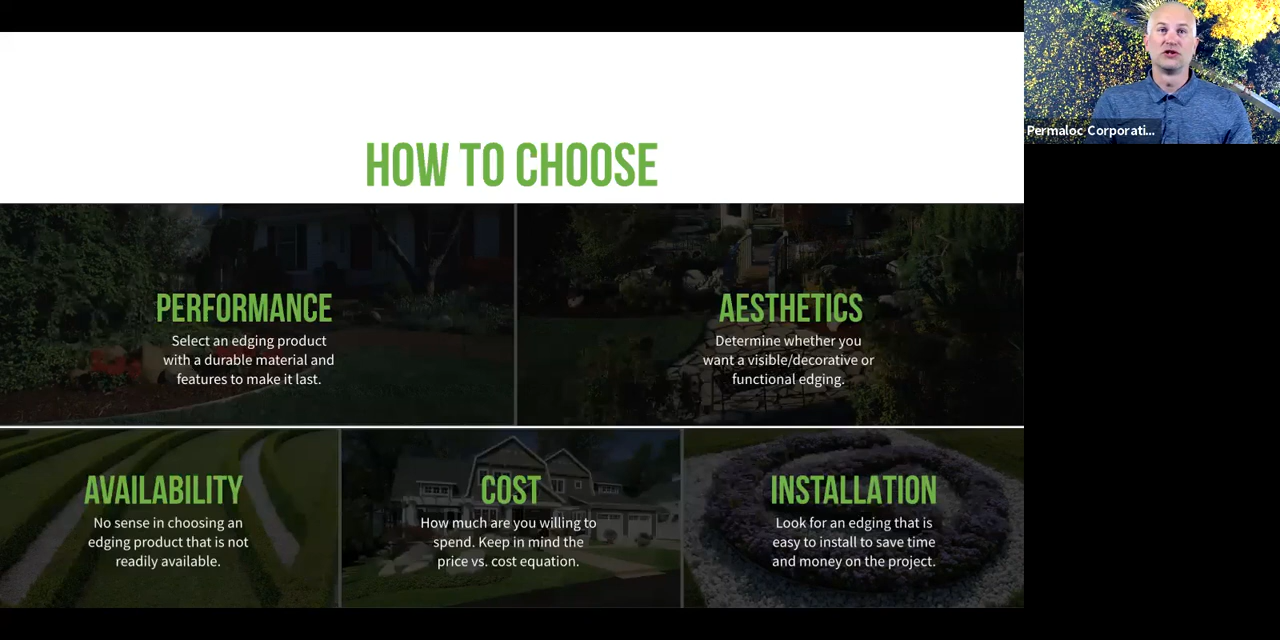 HOW TO CHOOSE
PERFORMANCE
Select an edging product
with a durable material and
features to make it last.
AESTHETICS
Determine whether you
want a visible/decorative or
functional edging.
AVAILABILITY
No sense in choosing an
edging product that is not
readily available.
COST
How much are you willing to
spend. Keep in mind the
price vs. cost equation.
INSTALLATION
Look for an edging that is
easy to install to save time
and money on the project.
Permaloc Corporati...